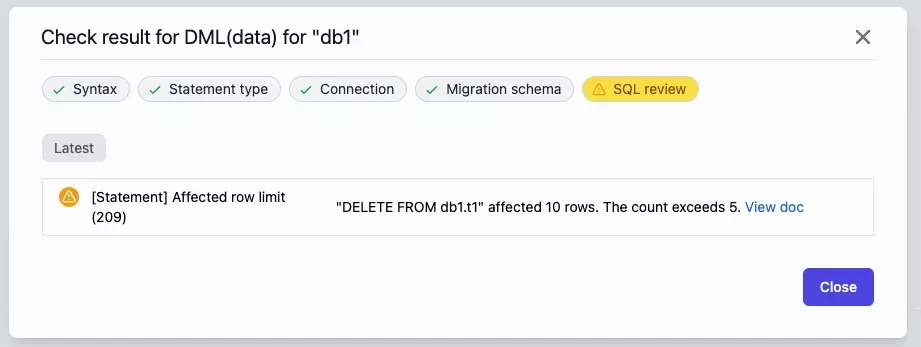 Check result for DML(data) for "db1"
Syntax
Statement type
Connection
Migration schema
SQL review
Latest
[Statement] Affected row limit
(209)
"DELETE FROM db1.t1" affected 10 rows. The count exceeds 5. View doc
Close